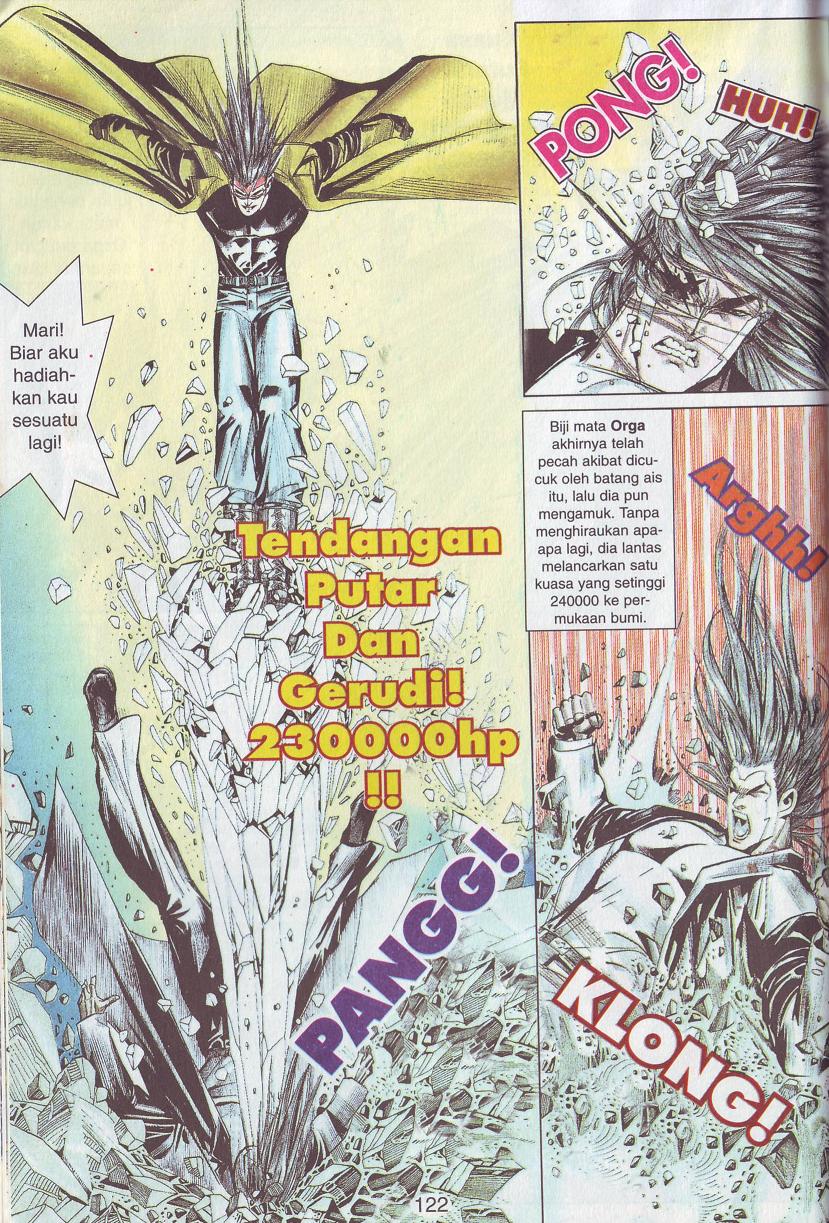 Mari!
Biar aku
hadiah-
kan kau
sesuatu
lagi!
Tendangan
Putar
Dan
Gerudi!
230000hp
!!
PANGG!
PONG!
HUH!
Biji mata Orga
akhirnya telah
pecah akibat dicu-
cuk oleh batang ais
itu, lalu dia pun
mengamuk. Tanpa
menghiraukan apa-
apa lagi, dia lantas
melancarkan satu
kuasa yang setinggi
240000 ke per-
mukaan bumi.
Arghh!
KLONG!
122